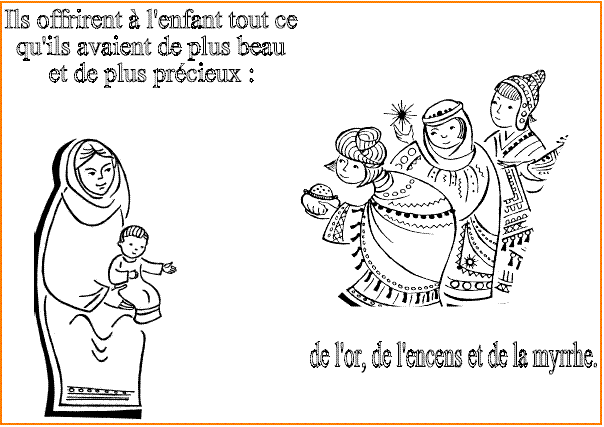 Ils offrirent à l'enfant tout ce
qu'ils avaient de plus beau
et de plus précieux :
de l'or, de l'encens et de la myrrhe.